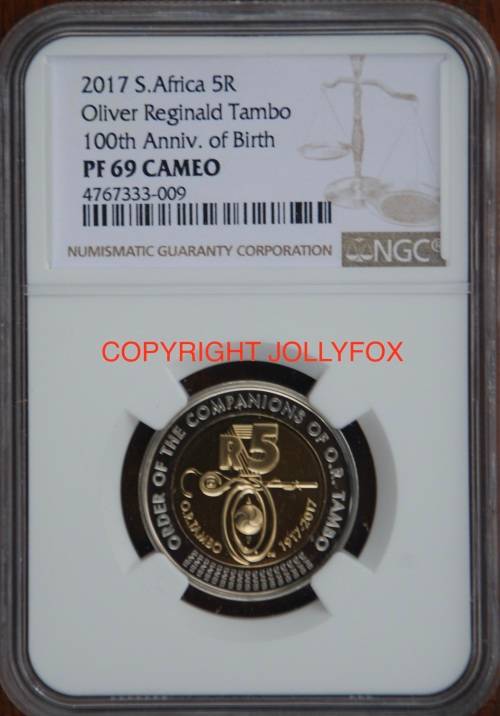 2017 S.Africa 5R
Oliver Reginald Tambo
100th Anniv. of Birth
PF 69 CAMEO
4767333-009
NUMISMATIC GUARANTY CORPORATION
NGC®
COPYRIGHT JOLLYFOX
ORDER OF THE COMPANIONS OF O.R. TAMBO
R5
O.R.TAMBO
1917-2017